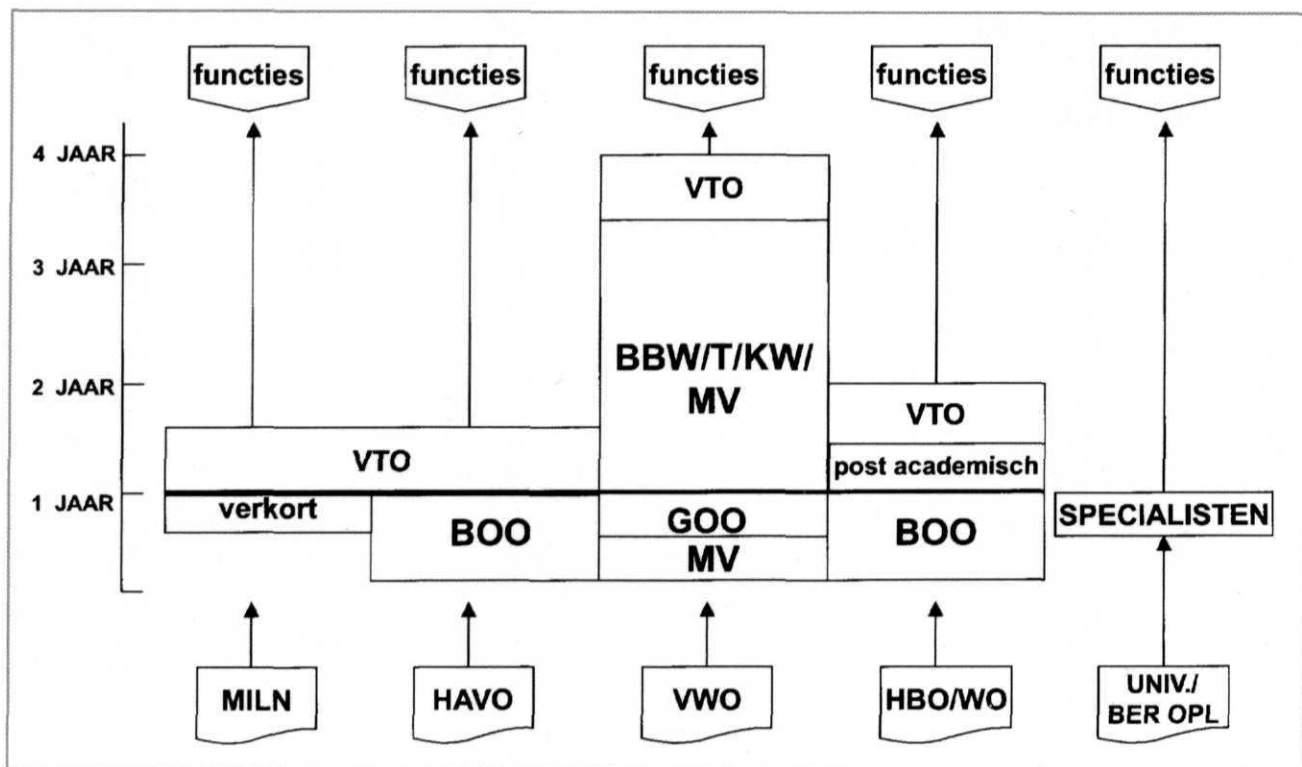 functies functies functies functies functies
4 JAAR
VTO
3 JAAR
BBW/T/KW/
MV
2 JAAR
VTO
VTO
post academisch
1 JAAR
verkort
BOO
GOO
MV
BOO
SPECIALISTEN
MILN
HAVO
VWO
HBO/WO
UNIV./
BER OPL